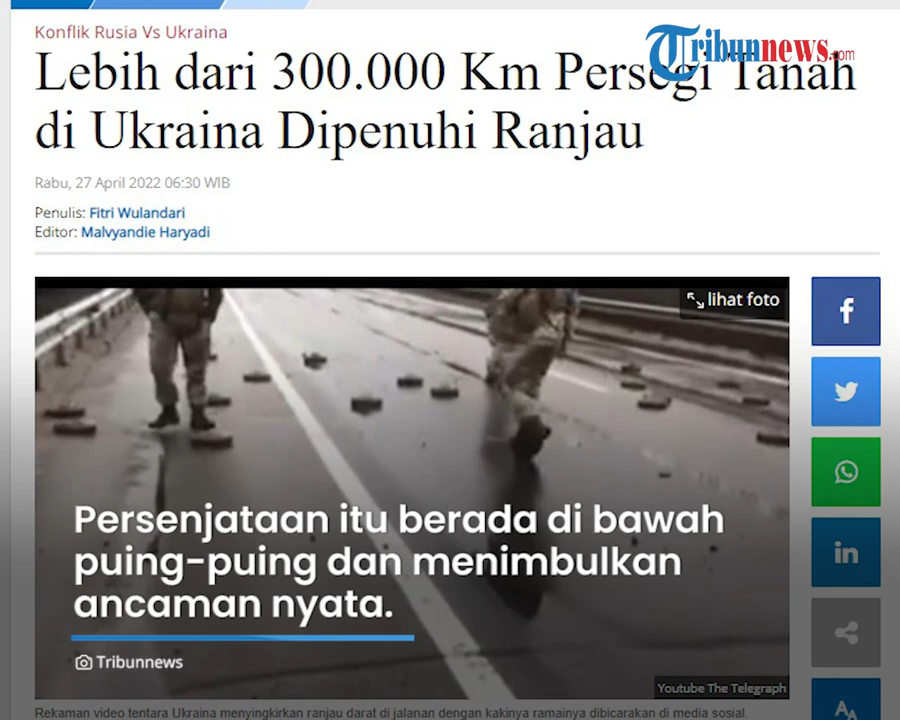 Konflik Rusia Vs Ukraina
Tribunnews.com
Lebih dari 300.000 Km Persegi Tanah
di Ukraina Dipenuhi Ranjau
Rabu, 27 April 2022 06:30 WIB
Penulis: Fitri Wulandari
Editor: Malvyandie Haryadi
lihat foto
f
in
Persenjataan itu berada di bawah
puing-puing dan menimbulkan
ancaman nyata.
Tribunnews
Youtube The Telegraph
AA
Rekaman video tentara Ukraina menyingkirkan ranjau darat di jalanan dengan kakinya ramainya dibicarakan di media sosial.